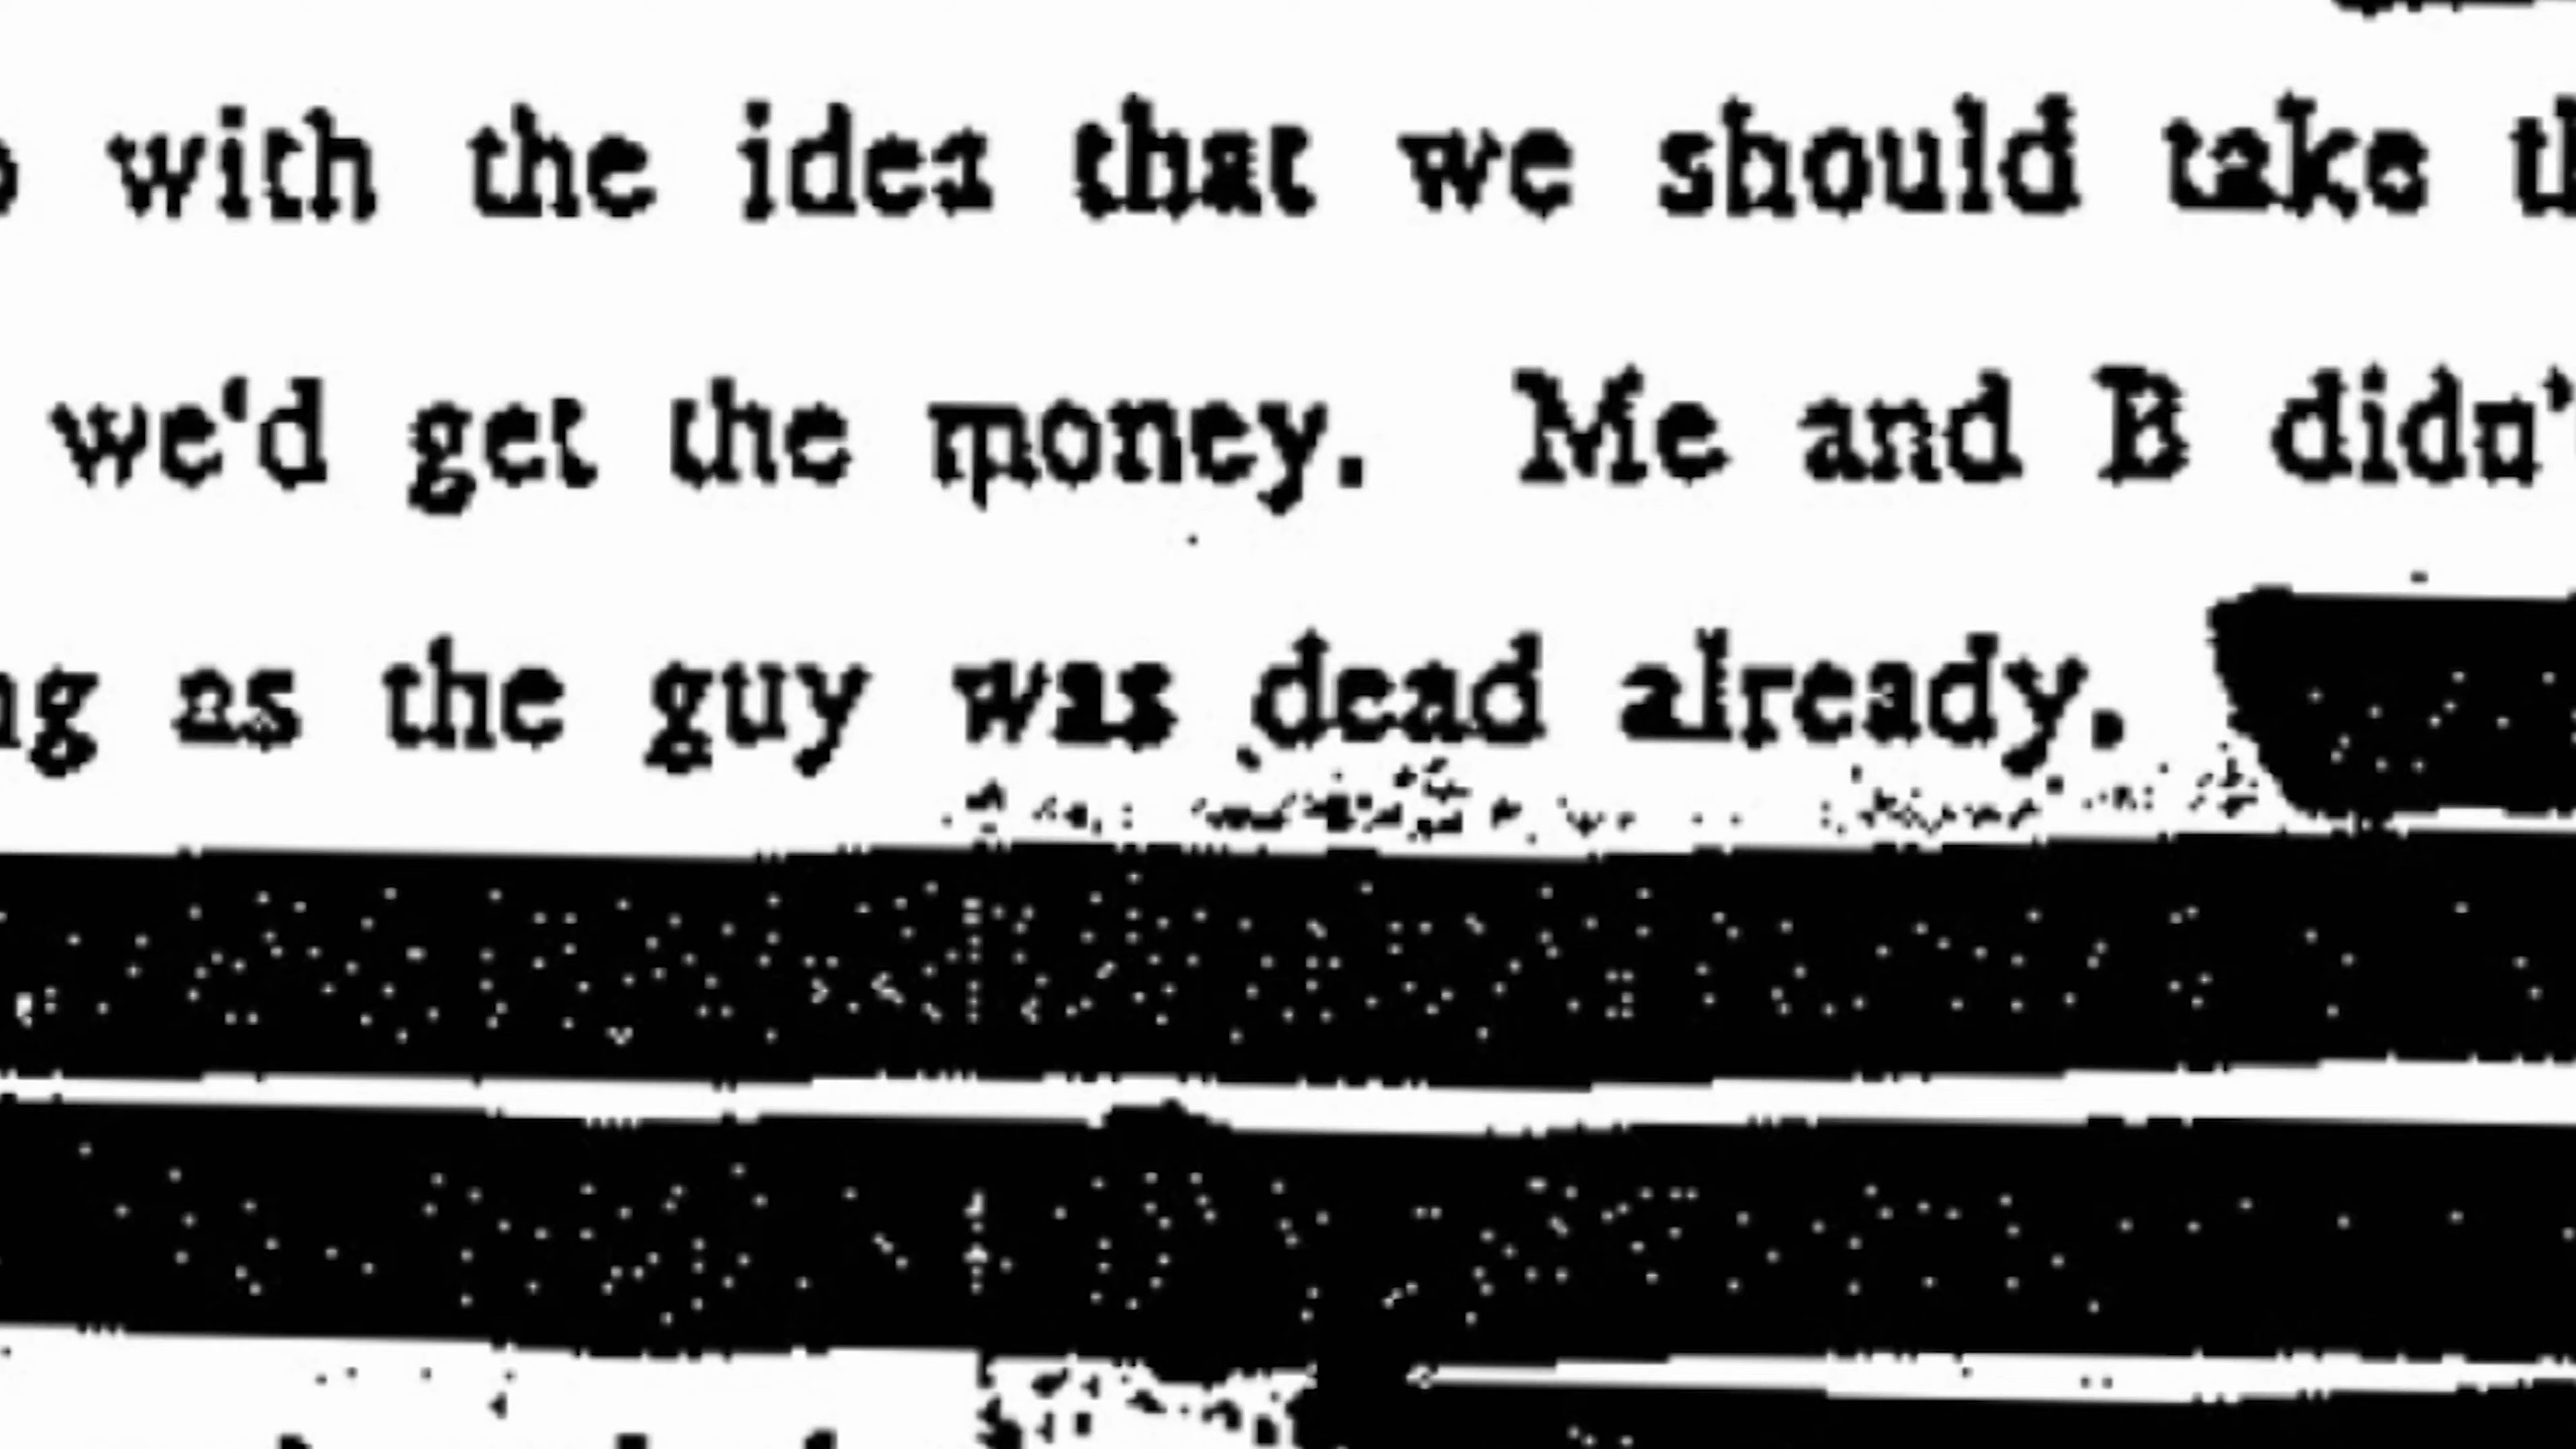 with the idea that we should take
we'd get the money. Me and B didn'
as the guy was dead already.